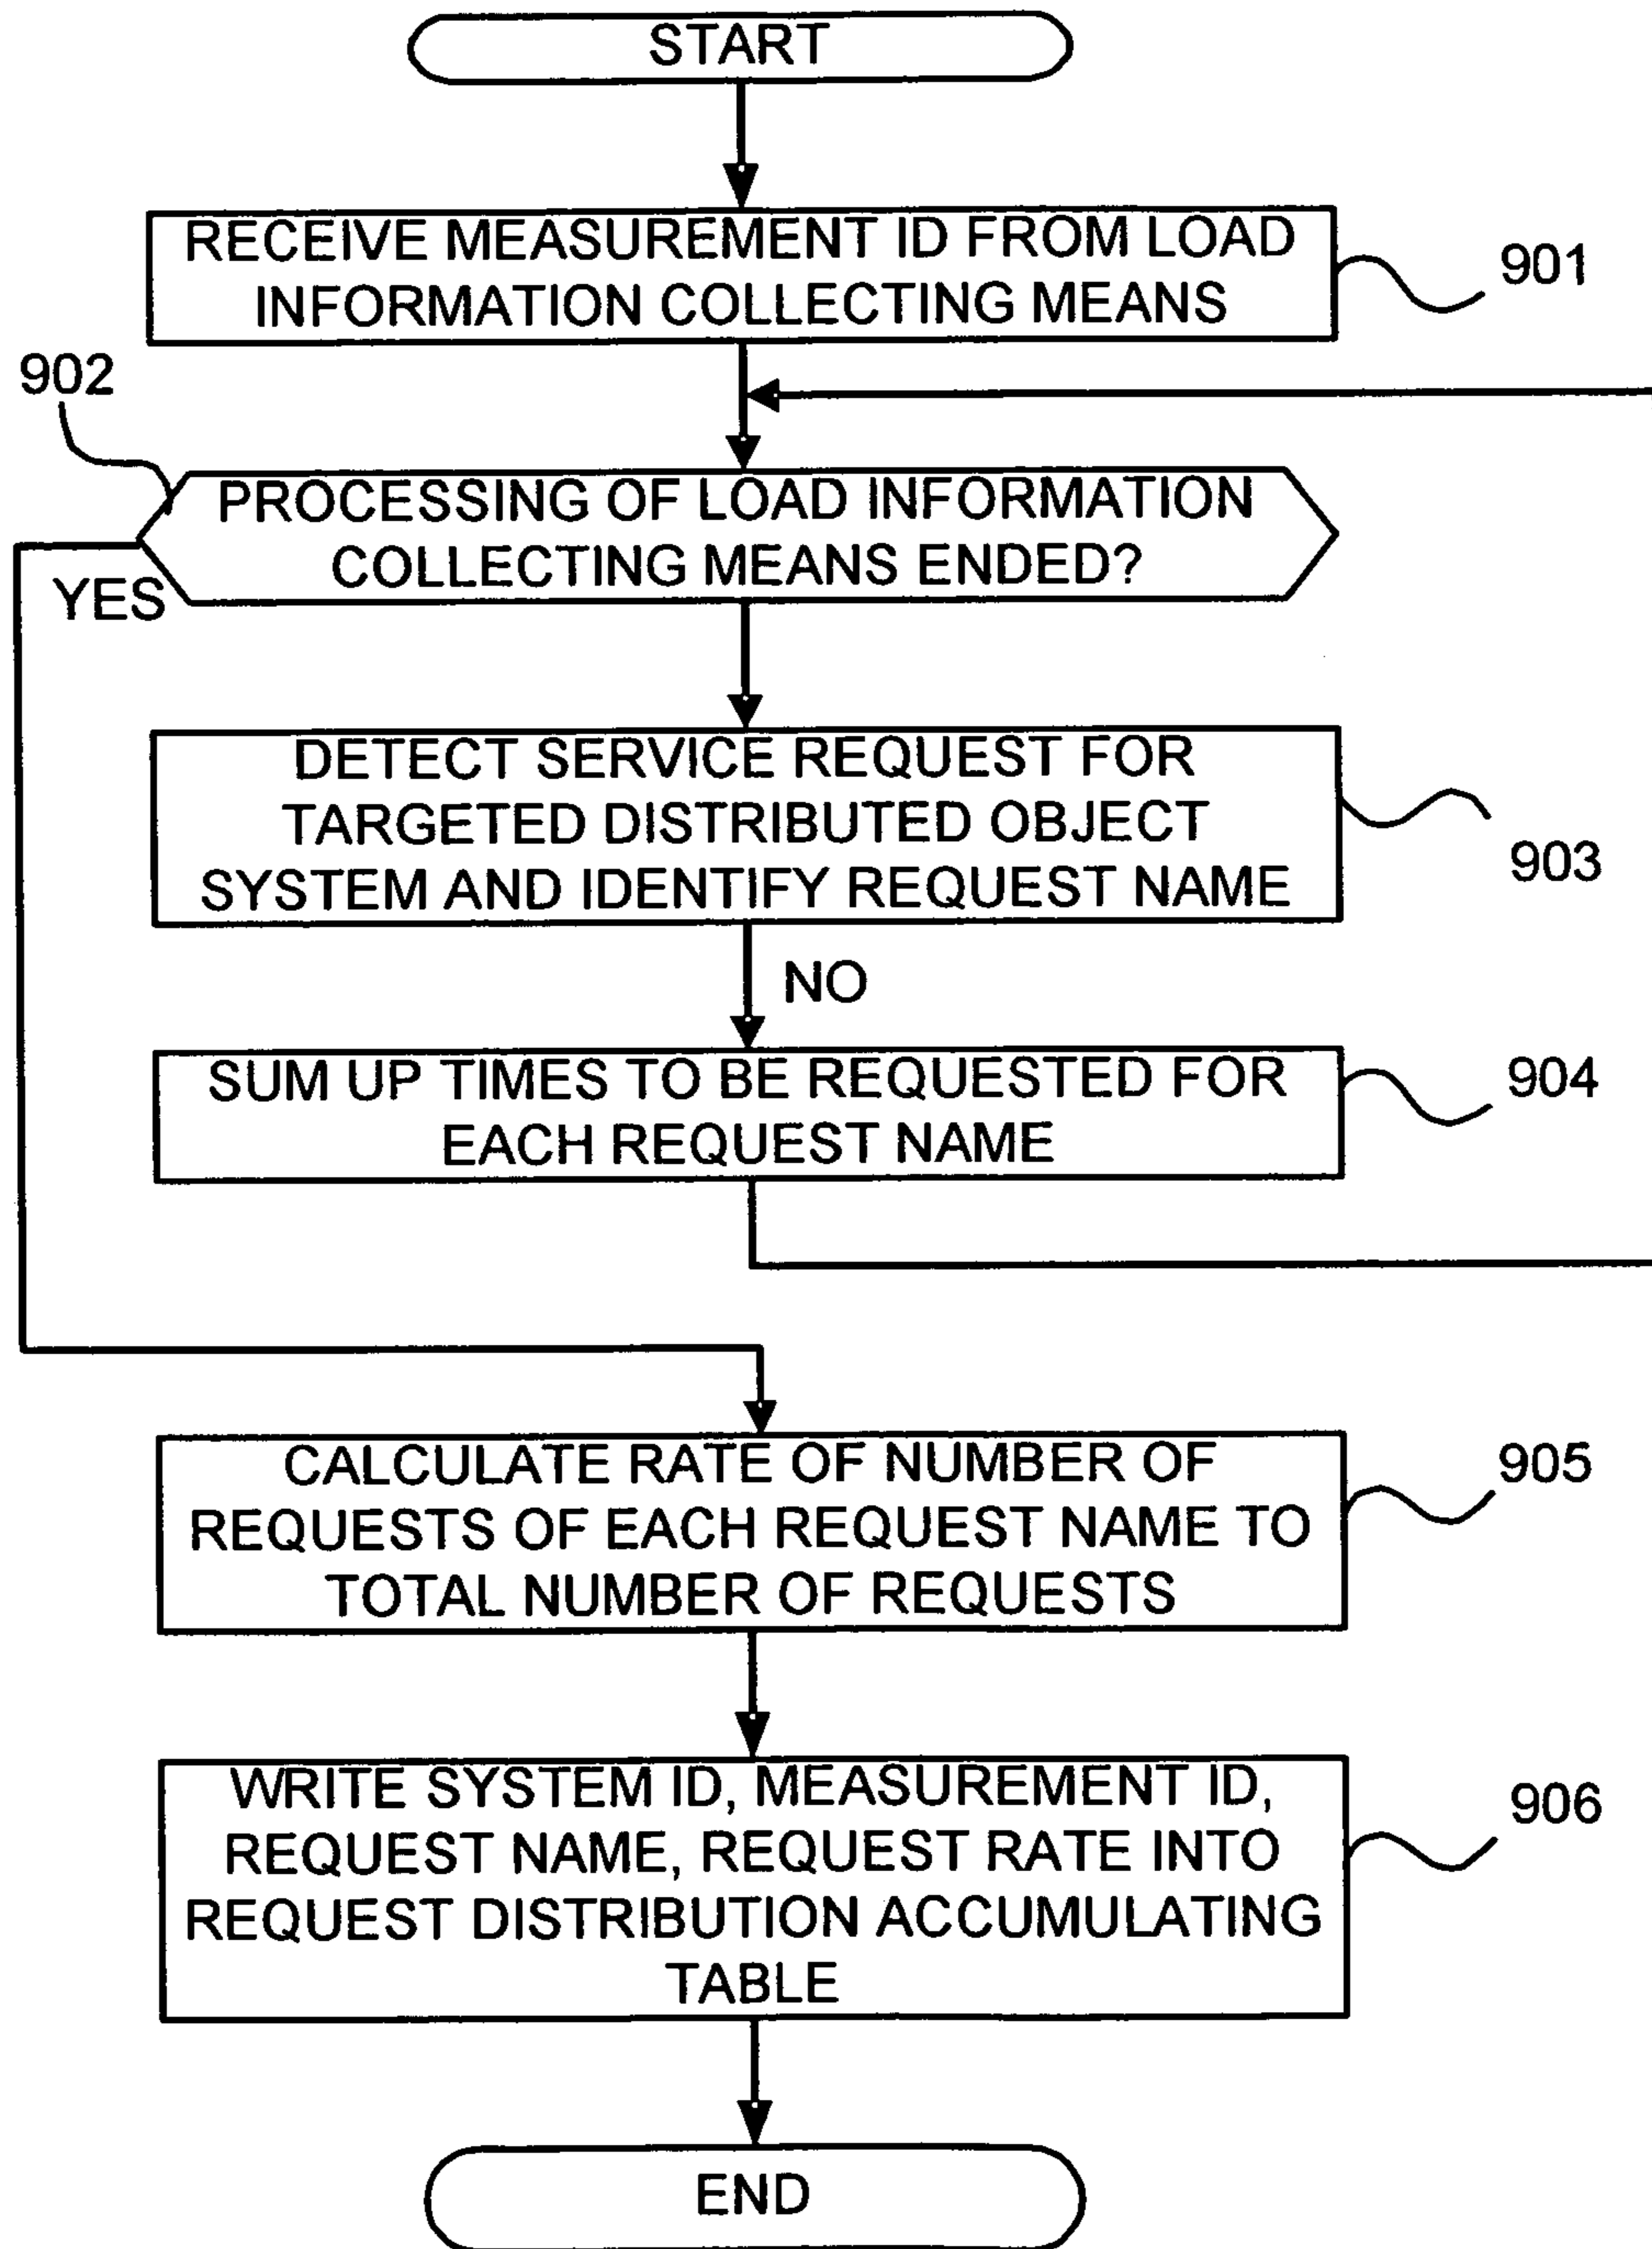 START
RECEIVE MEASUREMENT ID FROM LOAD
INFORMATION COLLECTING MEANS
901
902
PROCESSING OF LOAD INFORMATION
COLLECTING MEANS ENDED?
YES
DETECT SERVICE REQUEST FOR
TARGETED DISTRIBUTED OBJECT
SYSTEM AND IDENTIFY REQUEST NAME
903
NO
SUM UP TIMES TO BE REQUESTED FOR
EACH REQUEST NAME
904
CALCULATE RATE OF NUMBER OF
REQUESTS OF EACH REQUEST NAME TO
TOTAL NUMBER OF REQUESTS
905
WRITE SYSTEM ID, MEASUREMENT ID,
REQUEST NAME, REQUEST RATE INTO
REQUEST DISTRIBUTION ACCUMULATING
TABLE
906
END